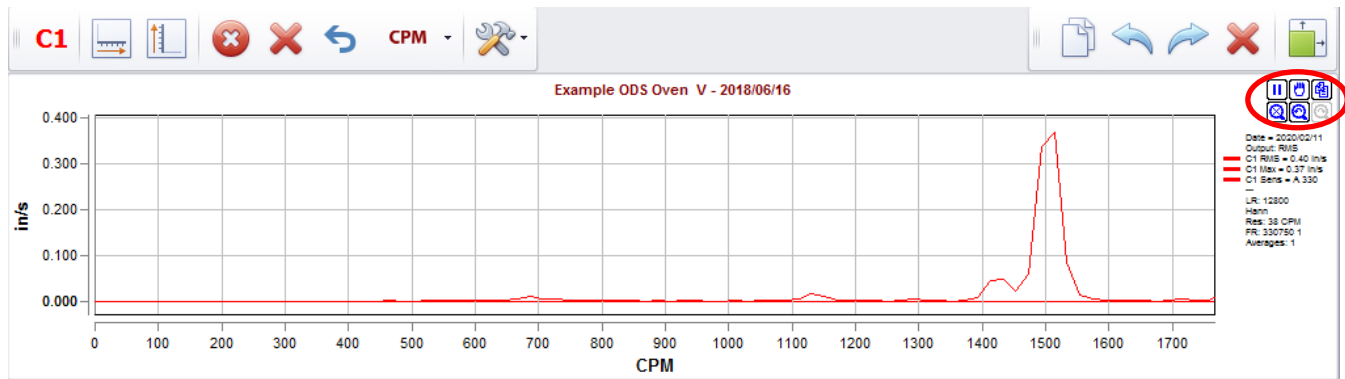 C1
CPM
Example ODS Oven V - 2018/06/16
0.400
0.300
0.200
0.100
0.000
in/s
0
100
200
300
400
500
600
700
800
900
1000
1100
1200
1300
1400
1500
1600
1700
CPM
Date = 2020/02/11
Output: RMS
C1 RMS = 0.40 in/s
C1 Max = 0.37 in/s
C1 Sens = A 330
---
LR: 12800
Hann
Res: 38 CPM
FR: 330750 1
Averages: 1